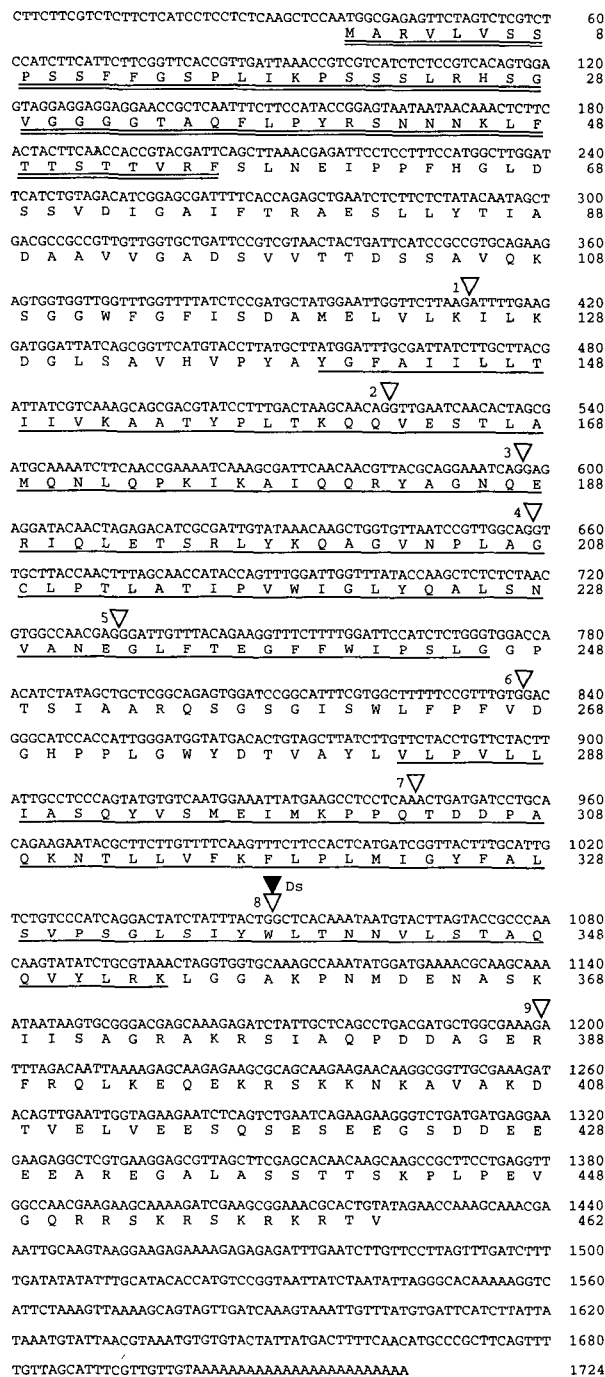 CTTCTTCGTCTCTTCTCATCCTCCTCTCAAGCTCCAATGGCGAGAGTTCTAGTCTCGTCT 60
M A R V L V S S 8
CCATCTTCATTCTTCGGTTCACCGTTGATTAAACCGTCGTCATCTCTCCGTCACAGTGGA 120
P S S F F G S P L I K P S S S L R H S G 28
GTAGGAGGAGGAGGAACCGCTCAATTTCTTCCATACCGGAGTAATAATAACAAACTCTTC 180
V G G G G T A Q F L P Y R S N N N K L F 48
ACTACTTCAACCACCGTACGATTCAGCTTAAACGAGATTCCTCCTTTCCATGGCTTGGAT 240
T T S T T V R F S L N E I P P F H G L D 68
TCATCTGTAGACATCGGAGCGATTTTCACCAGAGCTGAATCTCTTCTCTATACAATAGCT 300
S S V D I G A I F T R A E S L L Y T I A 88
GACGCCGCCGTTGTTGGTGCTGATTCCGTCGTAACTACTGATTCATCCGCCGTGCAGAAG 360
D A A V V G A D S V V T T D S S A V Q K 108
1
AGTGGTGGTTGGTTTGGTTTTATCTCCGATGCTATGGAATTGGTTCTTAAGATTTTGAAG 420
S G G W F G F I S D A M E L V L K I L K 128
GATGGATTATCAGCGGTTCATGTACCTTATGCTTATGGATTTGCGATTATCTTGCTTACG 480
D G L S A V H V P Y A Y G F A I I L L T 148
2
ATTATCGTCAAAGCAGCGACGTATCCTTTGACTAAGCAACAGGTTGAATCAACACTAGCG 540
I I V K A A T Y P L T K Q Q V E S T L A 168
3
ATGCAAAATCTTCAACCGAAAATCAAAGCGATTCAACAACGTTACGCAGGAAATCAGGAG 600
M Q N L Q P K I K A I Q Q R Y A G N Q E 188
4
AGGATACAACTAGAGACATCGCGATTGTATAAACAAGCTGGTGTTAATCCGTTGGCAGGT 660
R I Q L E T S R L Y K Q A G V N P L A G 208
TGCTTACCAACTTTAGCAACCATACCAGTTTGGATTGGTTTATACCAAGCTCTCTCTAAC 720
C L P T L A T I P V W I G L Y Q A L S N 228
5
GTGGCCAACGAGGGATTGTTTACAGAAGGTTTCTTTTGGATTCCATCTCTGGGTGGACCA 780
V A N E G L F T E G F F W I P S L G G P 248
6
ACATCTATAGCTGCTCGGCAGAGTGGATCCGGCATTTCGTGGCTTTTTCCGTTTGTGGAC 840
T S I A A R Q S G S G I S W L F P F V D 268
GGGCATCCACCATTGGGATGGTATGACACTGTAGCTTATCTTGTTCTACCTGTTCTACTT 900
G H P P L G W Y D T V A Y L V L P V L L 288
7
ATTGCCTCCCAGTATGTGTCAATGGAAATTATGAAGCCTCCTCAAACTGATGATCCTGCA 960
I A S Q Y V S M E I M K P P Q T D D P A 308
CAGAAGAATACGCTTCTTGTTTTCAAGTTTCTTCCACTCATGATCGGTTACTTTGCATTG 1020
Q K N T L L V F K F L P L M I G Y F A L 328
Ds
8
TCTGTCCCATCAGGACTATCTATTTACTGGCTCACAAATAATGTACTTAGTACCGCCCAA 1080
S V P S G L S I Y W L T N N V L S T A Q 348
CAAGTATATCTGCGTAAACTAGGTGGTGCAAAGCCAAATATGGATGAAAACGCAAGCAAA 1140
Q V Y L R K L G G A K P N M D E N A S K 368
9
ATAATAAGTGCGGGACGAGCAAAGAGATCTATTGCTCAGCCTGACGATGCTGGCGAAAGA 1200
I I S A G R A K R S I A Q P D D A G E R 388
TTTAGACAATTAAAAGAGCAAGAGAAGCGCAGCAAGAAGAACAAGGCGGTTGCGAAAGAT 1260
F R Q L K E Q E K R S K K N K A V A K D 408
ACAGTTGAATTGGTAGAAGAATCTCAGTCTGAATCAGAAGAAGGGTCTGATGATGAGGAA 1320
T V E L V E E S Q S E S E E G S D D E E 428
GAAGAGGCTCGTGAAGGAGCGTTAGCTTCGAGCACAACAAGCAAGCCGCTTCCTGAGGTT 1380
E E A R E G A L A S S T T S K P L P E V 448
GGCCAACGAAGAAGCAAAAGATCGAAGCGGAAACGCACTGTATAGAACCAAAGCAAACGA 1440
G Q R R S K R S K R K R T V 462
AATTGCAAGTAAGGAAGAGAAAAGAGAGAGATTTGAATCTTGTTCCTTAGTTTGATCTTT 1500
TGATATATATTTGCATACACCATGTCCGGTAATTATCTAATATTAGGGCACAAAAAGGTC 1560
ATTCTAAAGTTAAAAGCAGTAGTTGATCAAAGTAAATTGTTTATGTGATTCATCTTATTA 1620
TAAATGTATTAACGTAAATGTGTGTACTATTATGACTTTTCAACATGCCCGCTTCAGTTT 1680
TGTTAGCATTTCGTTGTTGTAAAAAAAAAAAAAAAAAAAAAAAA 1724